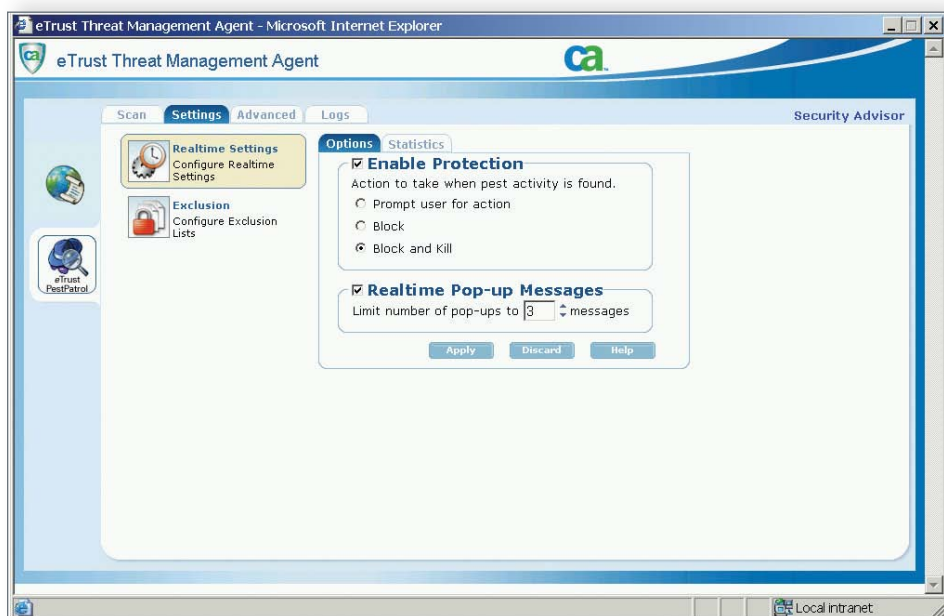 eTrust Threat Management Agent - Microsoft Internet Explorer
eTrust Threat Management Agent
ca
ca
Scan Settings Advanced Logs
Security Advisor
Realtime Settings
Configure Realtime
Settings
Exclusion
Configure Exclusion
Lists
eTrust
PestPatrol
Options Statistics
Enable Protection
Action to take when pest activity is found.
Prompt user for action
Block
Block and Kill
Realtime Pop-up Messages
Limit number of pop-ups to 3 messages
Apply Discard Help
Local intranet